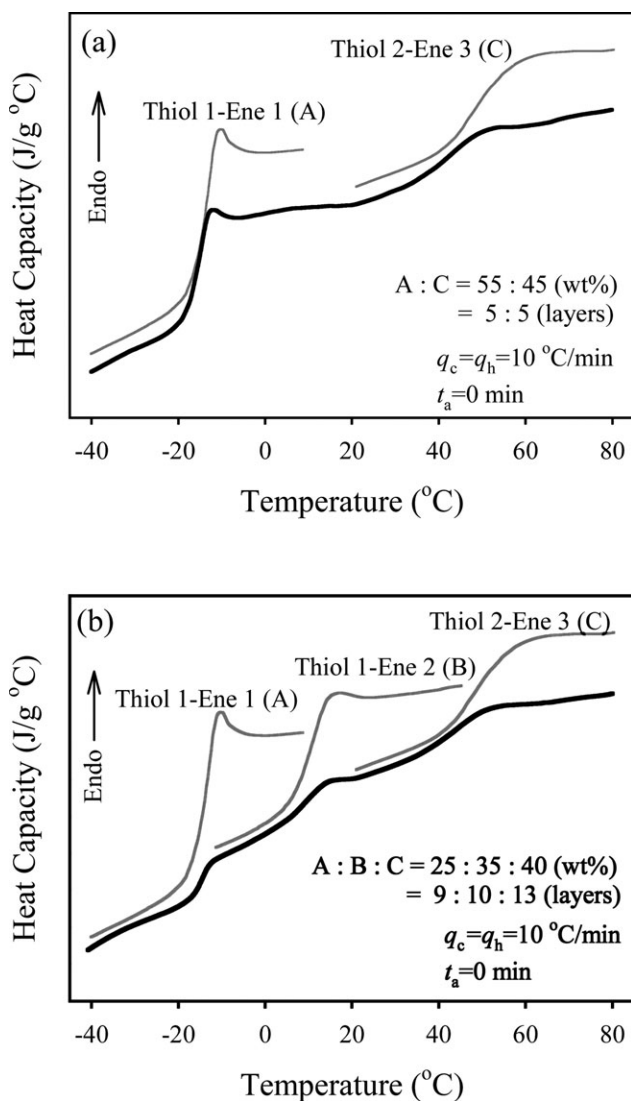 (a)
Thiol 2-Ene 3 (C)
Thiol 1-Ene 1 (A)
Endo
Heat Capacity (J/g °C)
A : C = 55 : 45 (wt%)
= 5 : 5 (layers)
qc=qh=10 °C/min
ta=0 min
-40 -20 0 20 40 60 80
Temperature (°C)
(b)
Thiol 2-Ene 3 (C)
Thiol 1-Ene 2 (B)
Thiol 1-Ene 1 (A)
Endo
Heat Capacity (J/g °C)
A : B : C = 25 : 35 : 40 (wt%)
= 9 : 10 : 13 (layers)
qc=qh=10 °C/min
ta=0 min
-40 -20 0 20 40 60 80
Temperature (°C)